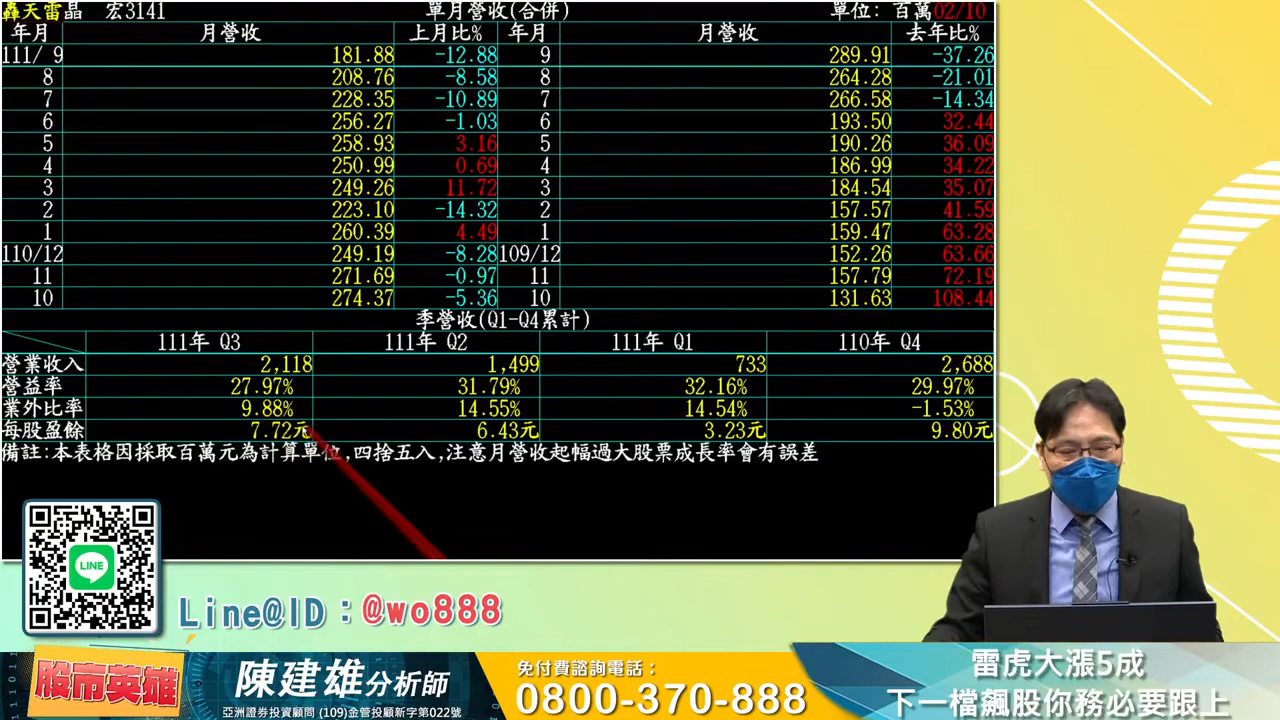 轟天雷晶 宏3141 單月營收(合併) 單位: 百萬02/10
年月 月營收 上月比% 年月 月營收 去年比%
111/ 9 181.88 -12.88 9 289.91 -37.26
8 208.76 -8.58 8 264.28 -21.01
7 228.35 -10.89 7 266.58 -14.34
6 256.27 -1.03 6 193.50 32.44
5 258.93 3.16 5 190.26 36.09
4 250.99 0.69 4 186.99 34.22
3 249.26 11.72 3 184.54 35.07
2 223.10 -14.32 2 157.57 41.59
1 260.39 4.49 1 159.47 63.28
110/12 249.19 -8.28 109/12 152.26 63.66
11 271.69 -0.97 11 157.79 72.19
10 274.37 -5.36 10 131.63 108.44
季營收(Q1-Q4累計)
111年 Q3 111年 Q2 111年 Q1 110年 Q4
營業收入 2,118 1,499 733 2,688
營益率 27.97% 31.79% 32.16% 29.97%
業外比率 9.88% 14.55% 14.54% -1.53%
每股盈餘 7.72元 6.43元 3.23元 9.80元
備註:本表格因採取百萬元為計算單位,四捨五入,注意月營收起幅過大股票成長率會有誤差
LINE
Line@ID：@wo888
股市英雄
陳建雄分析師
亞洲證券投資顧問 (109)金管投顧新字第022號
免付費諮詢電話：
0800-370-888
雷虎大漲5成
下一檔飆股你務必要跟上